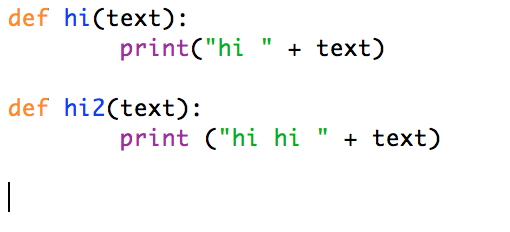 def hi(text):
        print("hi " + text)

def hi2(text):
        print ("hi hi " + text)